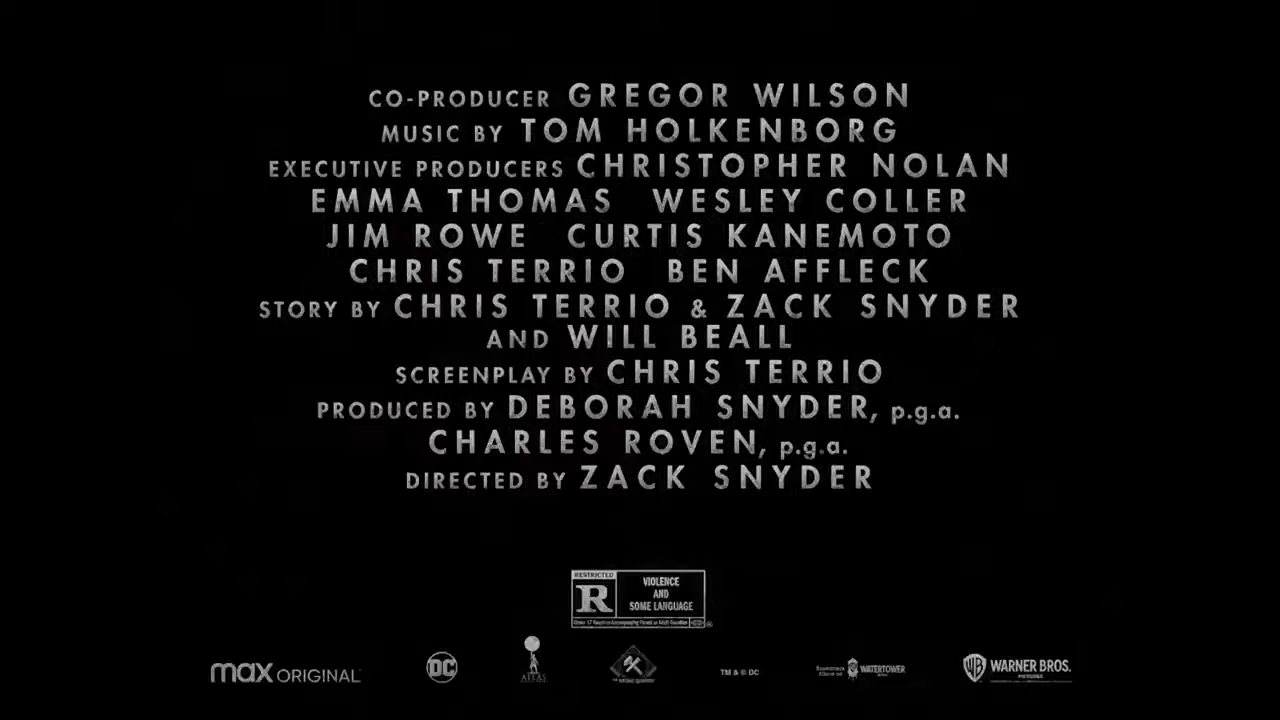 CO-PRODUCER GREGOR WILSON
MUSIC BY TOM HOLKENBORG
EXECUTIVE PRODUCERS CHRISTOPHER NOLAN
EMMA THOMAS WESLEY COLLER
JIM ROWE CURTIS KANEMOTO
CHRIS TERRIO BEN AFFLECK
STORY BY CHRIS TERRIO & ZACK SNYDER
AND WILL BEALL
SCREENPLAY BY CHRIS TERRIO
PRODUCED BY DEBORAH SNYDER, p.g.a.
CHARLES ROVEN, p.g.a.
DIRECTED BY ZACK SNYDER
RESTRICTED
R
VIOLENCE
AND
SOME LANGUAGE
max ORIGINAL
DC
ATLAS
TM & © DC
WATERTOWER
WB WARNER BROS.
PICTURES